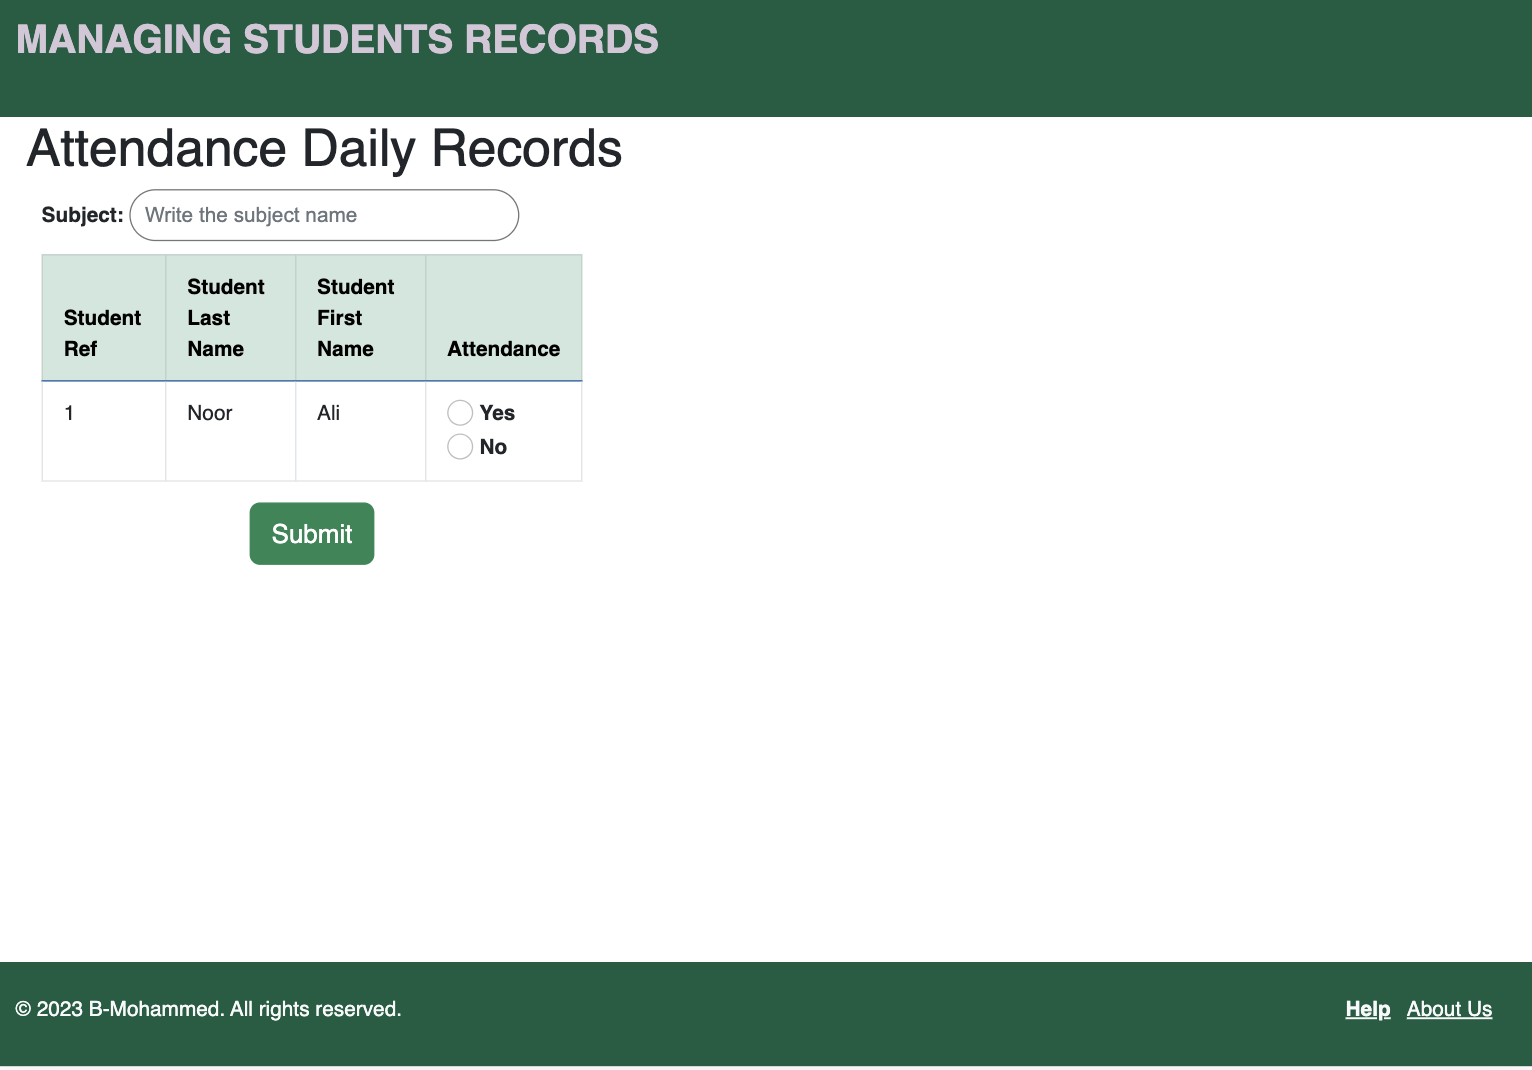 MANAGING STUDENTS RECORDS
Attendance Daily Records
Subject: Write the subject name
Student Ref
Student Last Name
Student First Name
Attendance
1 Noor Ali
Yes
No
Submit
© 2023 B-Mohammed. All rights reserved. Help About Us